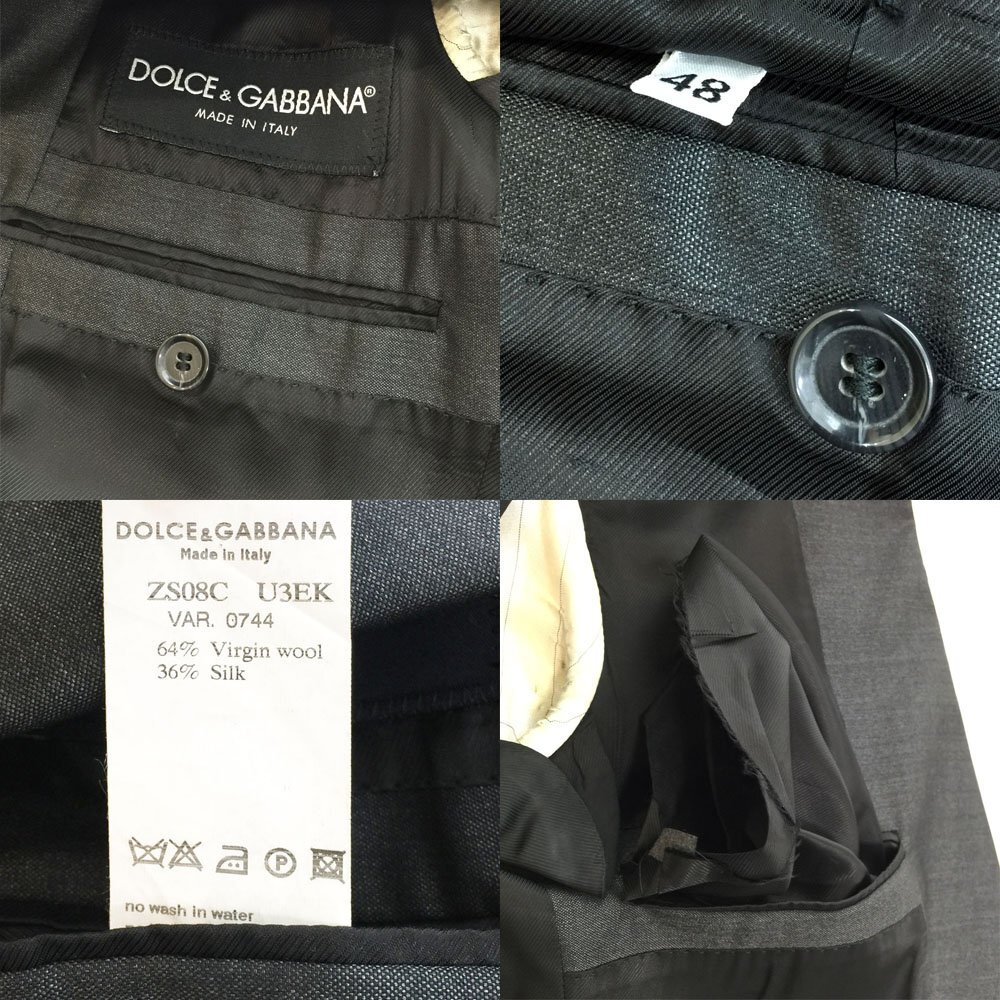 DOLCE & GABBANA®
MADE IN ITALY
48
DOLCE & GABBANA
Made in Italy
ZS08C U3EK
VAR. 0744
64% Virgin wool
36% Silk
P
no wash in water